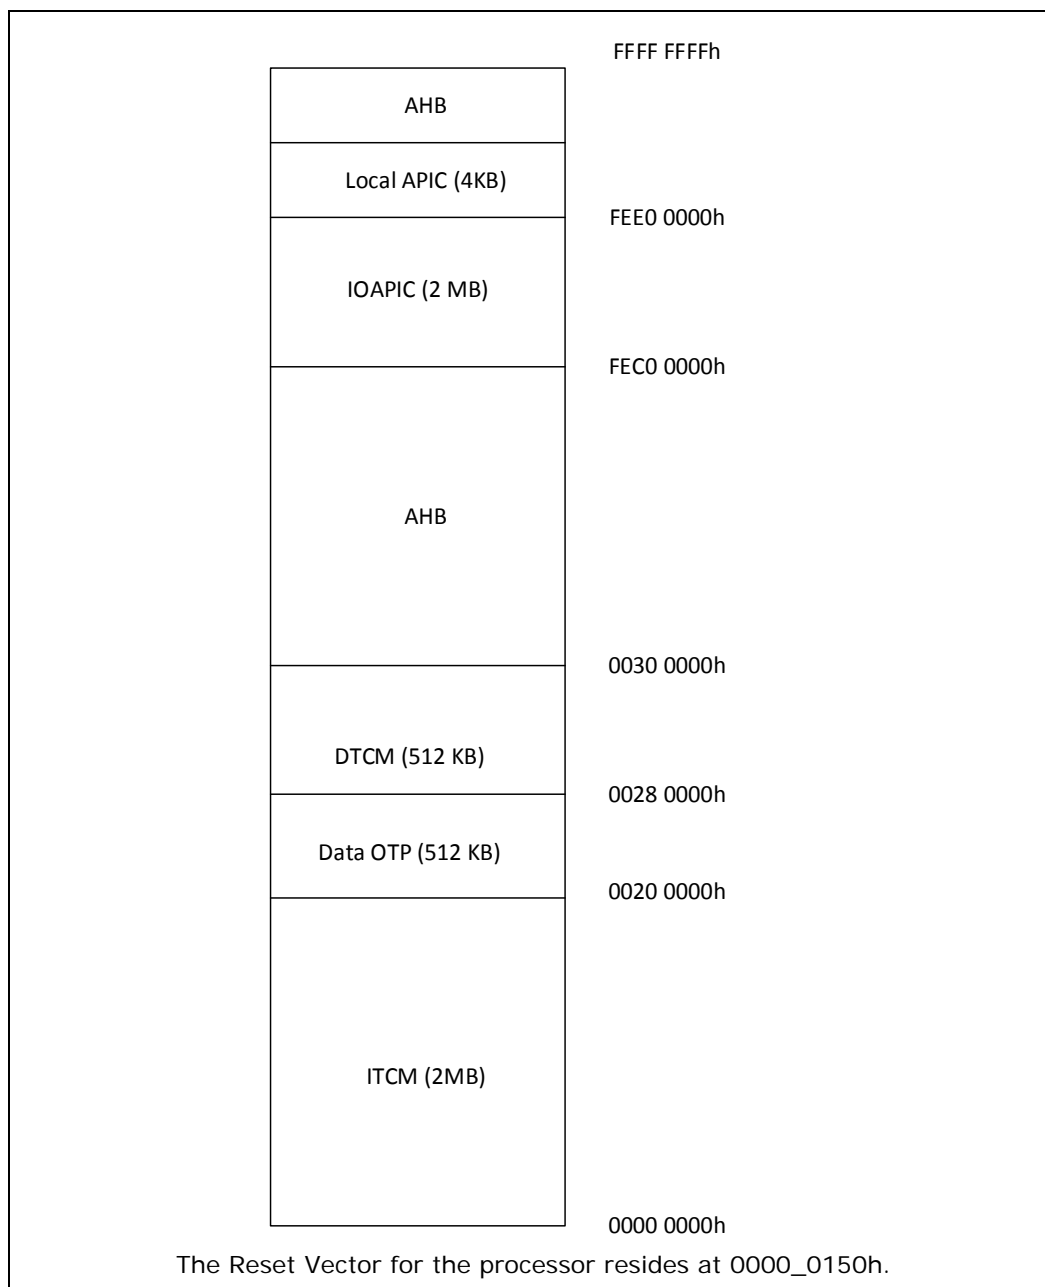 FFFF FFFFh
AHB
Local APIC (4KB)
FEE0 0000h
IOAPIC (2 MB)
FEC0 0000h
AHB
0030 0000h
DTCM (512 KB)
0028 0000h
Data OTP (512 KB)
0020 0000h
ITCM (2MB)
0000 0000h
The Reset Vector for the processor resides at 0000_0150h.